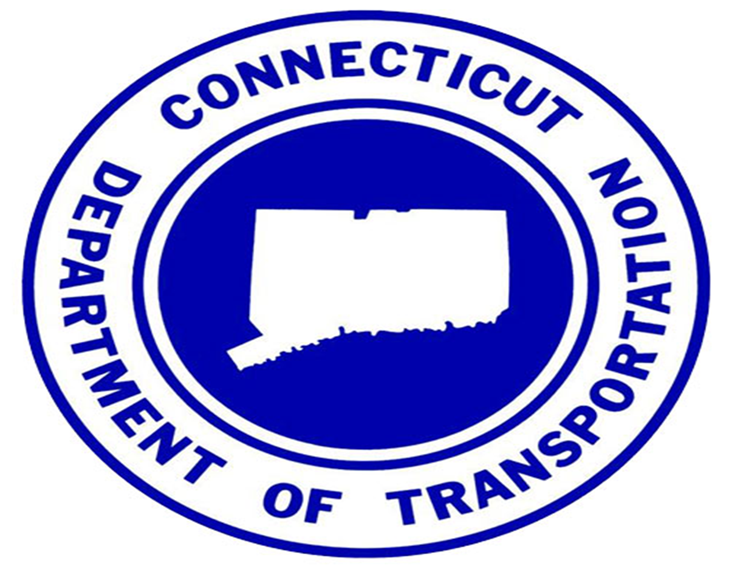 CONNECTICUT
DEPARTMENT OF TRANSPORTATION